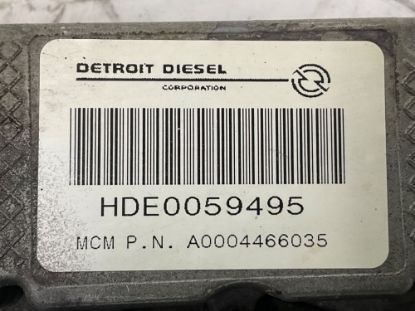 DETROIT DIESEL
CORPORATION
HDE0059495
MCM P.N. A0004466035